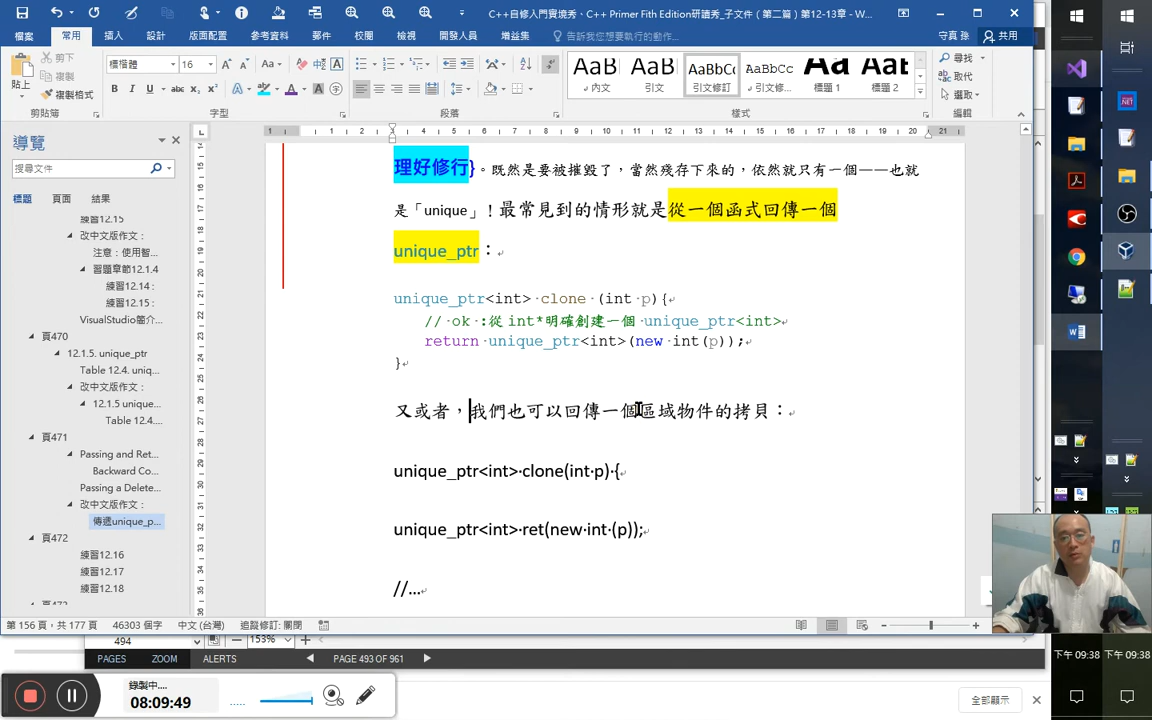 C++自修入門實境秀、C++ Primer Fith Edition研讀秀_子文件（第二篇）第12-13章 - W...
檔案 常用 插入 設計 版面配置 參考資料 郵件 校閱 檢視 開發人員 增益集 告訴我您想要執行的動作... 守真 孫 共用
貼上 剪下 複製 複製格式
楷槢體 16
AaB 內文 AaB 引文 AaBbC 引文修訂 AaBbCc 引文修... Aa 標題 1 Aa 標題 2
尋找 取代 選取
剪貼簿 字型 段落 樣式 編輯
導覽
搜尋文件
標題 頁面 結果
練習12.15
改中文版作文：
注意：使用智...
習題章節12.1.4
練習12.14 :
練習12.15 :
VisualStudio簡介...
頁470
12.1.5. unique_ptr
Table 12.4. uniq...
改中文版作文：
12.1.5 unique...
Table 12.4....
頁471
Passing and Ret...
Backward Co...
Passing a Delete...
改中文版作文：
傳遞unique_p...
頁472
練習12.16
練習12.17
練習12.18
理好修行}。既然是要被摧毀了，當然殘存下來的，依然就只有一個——也就
是「unique」！最常見到的情形就是從一個函式回傳一個
unique_ptr：
unique_ptr<int> clone (int p){
// ok :從 int*明確創建一個 unique_ptr<int>
return unique_ptr<int>(new int(p));
}
又或者，我們也可以回傳一個區域物件的拷貝：
unique_ptr<int> clone(int p) {
unique_ptr<int> ret(new int (p));
//...
第 156 頁，共 177 頁 46303 個字 中文 (台灣) 追蹤修訂: 關閉 153%
494 153%
PAGES ZOOM ALERTS PAGE 493 OF 961
錄製中....
08:09:49
全部顯示
下午 09:38 下午 09:38